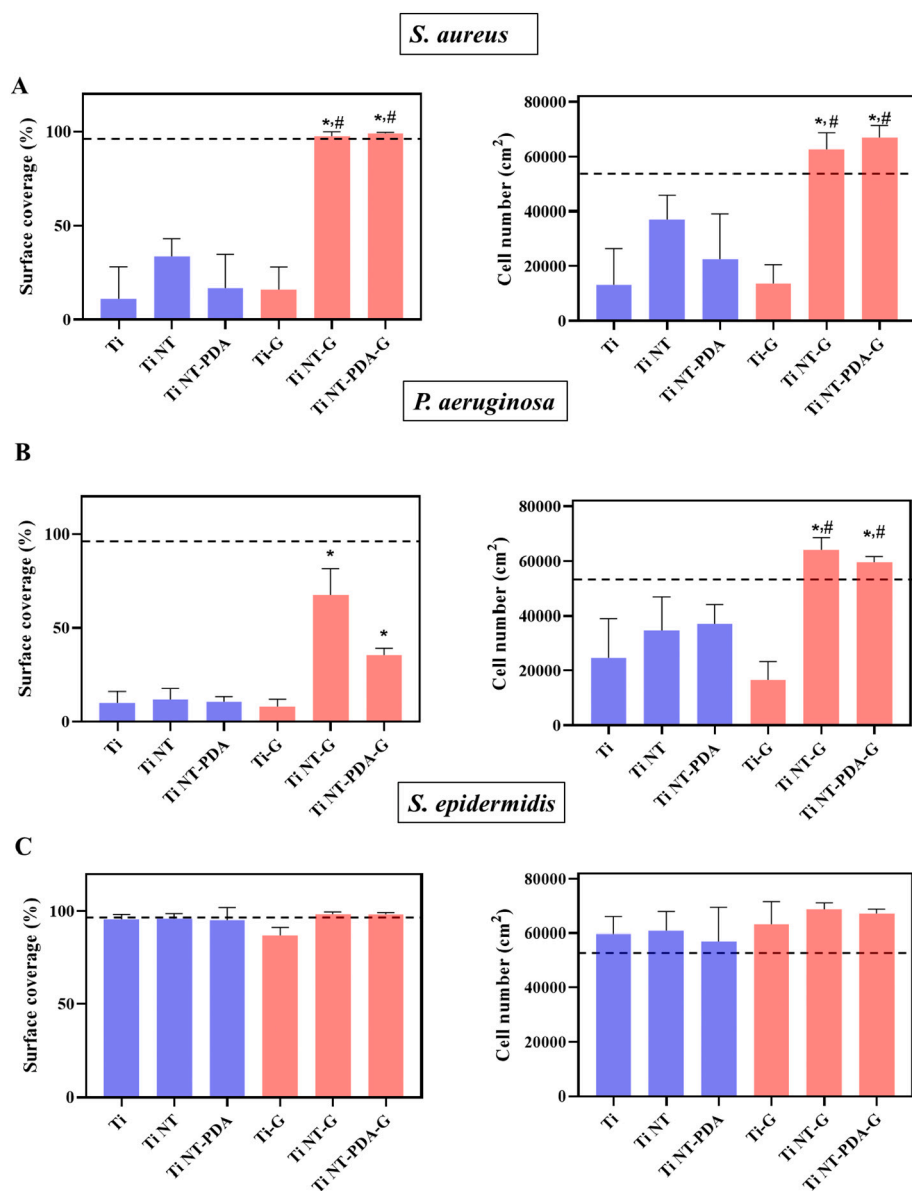 S. aureus
A
Surface coverage (%)
100
50
0
*,#
*,#
Ti
Ti NT
Ti NT-PDA
Ti-G
Ti NT-G
Ti NT-PDA-G
Cell number (cm²)
80000
60000
40000
20000
0
*,#
*,#
Ti
Ti NT
Ti NT-PDA
Ti-G
Ti NT-G
Ti NT-PDA-G
P. aeruginosa
B
Surface coverage (%)
100
50
0
*
*
Ti
Ti NT
Ti NT-PDA
Ti-G
Ti NT-G
Ti NT-PDA-G
Cell number (cm²)
80000
60000
40000
20000
0
*,#
*,#
Ti
Ti NT
Ti NT-PDA
Ti-G
Ti NT-G
Ti NT-PDA-G
S. epidermidis
C
Surface coverage (%)
100
50
0
Ti
Ti NT
Ti NT-PDA
Ti-G
Ti NT-G
Ti NT-PDA-G
Cell number (cm²)
80000
60000
40000
20000
0
Ti
Ti NT
Ti NT-PDA
Ti-G
Ti NT-G
Ti NT-PDA-G